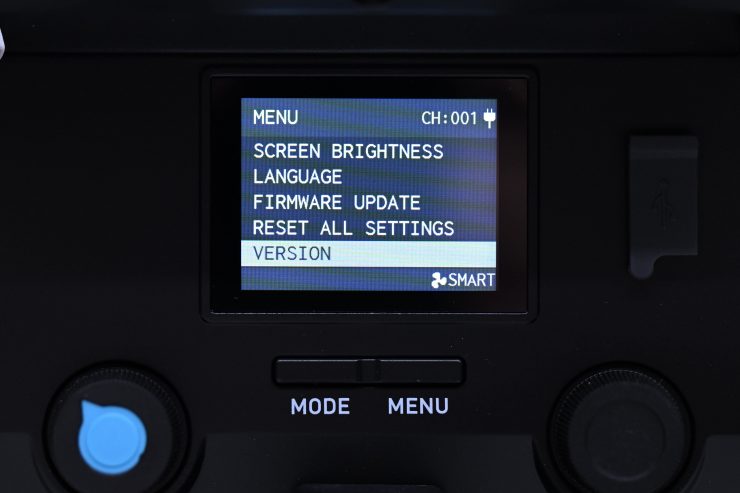 MENU CH:001
SCREEN BRIGHTNESS
LANGUAGE
FIRMWARE UPDATE
RESET ALL SETTINGS
VERSION
SMART
MODE MENU